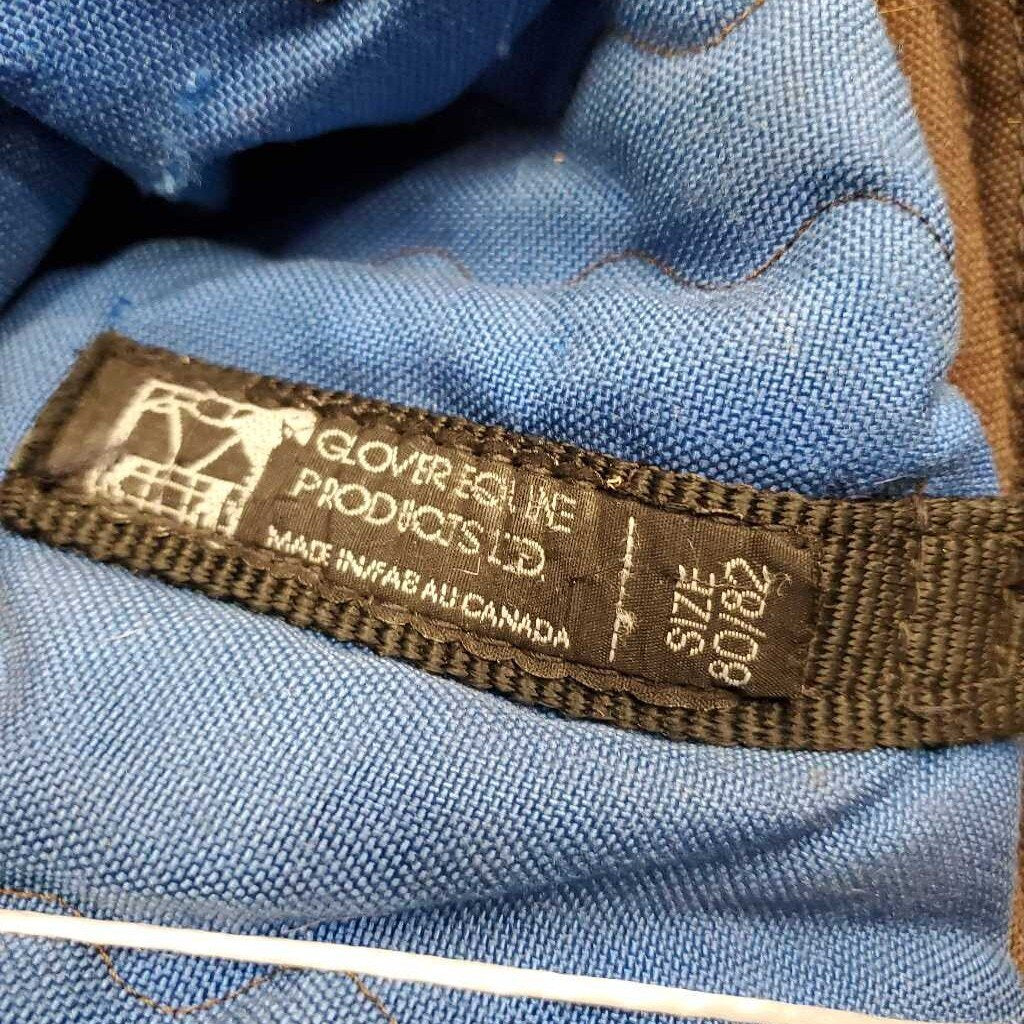 GLOVER EQUINE
PRODUCTS LTD.
MADE IN/FAB AU CANADA
SIZE
80/82